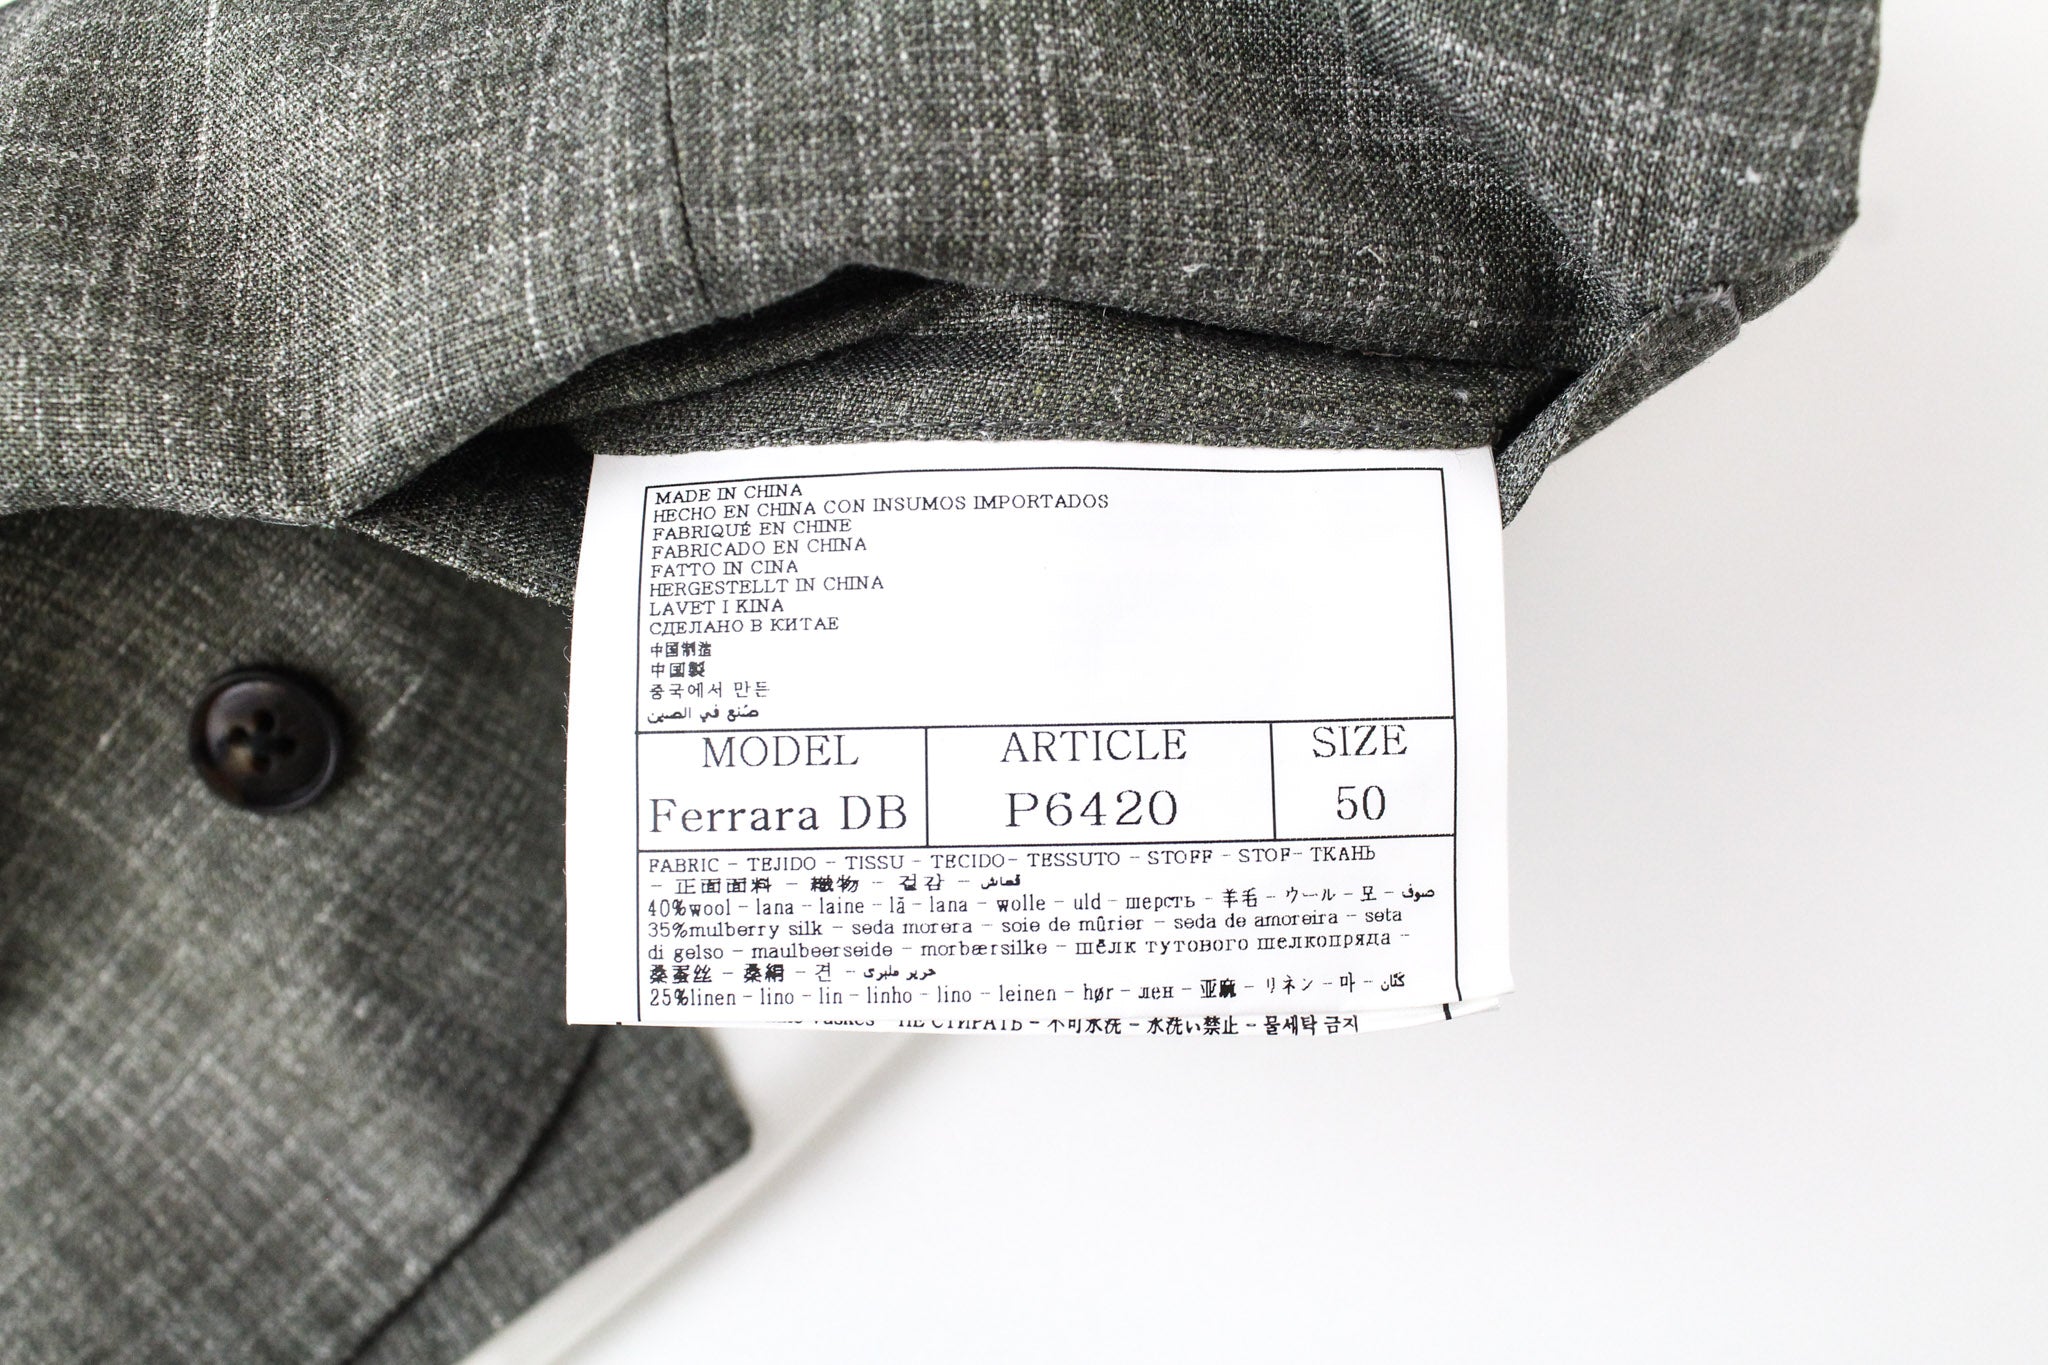 MADE IN CHINA
HECHO EN CHINA CON INSUMOS IMPORTADOS
FABRIQUÉ EN CHINE
FABRICADO EN CHINA
FATTO IN CINA
HERGESTELLT IN CHINA
LAVET I KINA
СДЕЛАНО В КИТАЕ
中国制造
中国製
중국에서 만든
صنع في الصين
MODEL ARTICLE SIZE
Ferrara DB P6420 50
FABRIC - TEJIDO - TISSU - TECIDO- TESSUTO - STOFF - STOF- ТКАНЬ
- 正面面料 - 織物 - 겉감 - قماش
40%wool - lana - laine - lã - lana - wolle - uld - шерсть - 羊毛 - ウール - 모 - صوف
35%mulberry silk - seda morera - soie de mûrier - seda de amoreira - seta
di gelso - maulbeerseide - morbærsilke - шёлк тутового шелкопряда -
桑蚕丝 - 桑絹 - 견 - حرير ملبري
25%linen - lino - lin - linho - lino - leinen - hør - лен - 亚麻 - リネン - 마 - كتان
НЕ СТИРАТЬ - 不可水洗 - 水洗い禁止 - 물세탁 금지